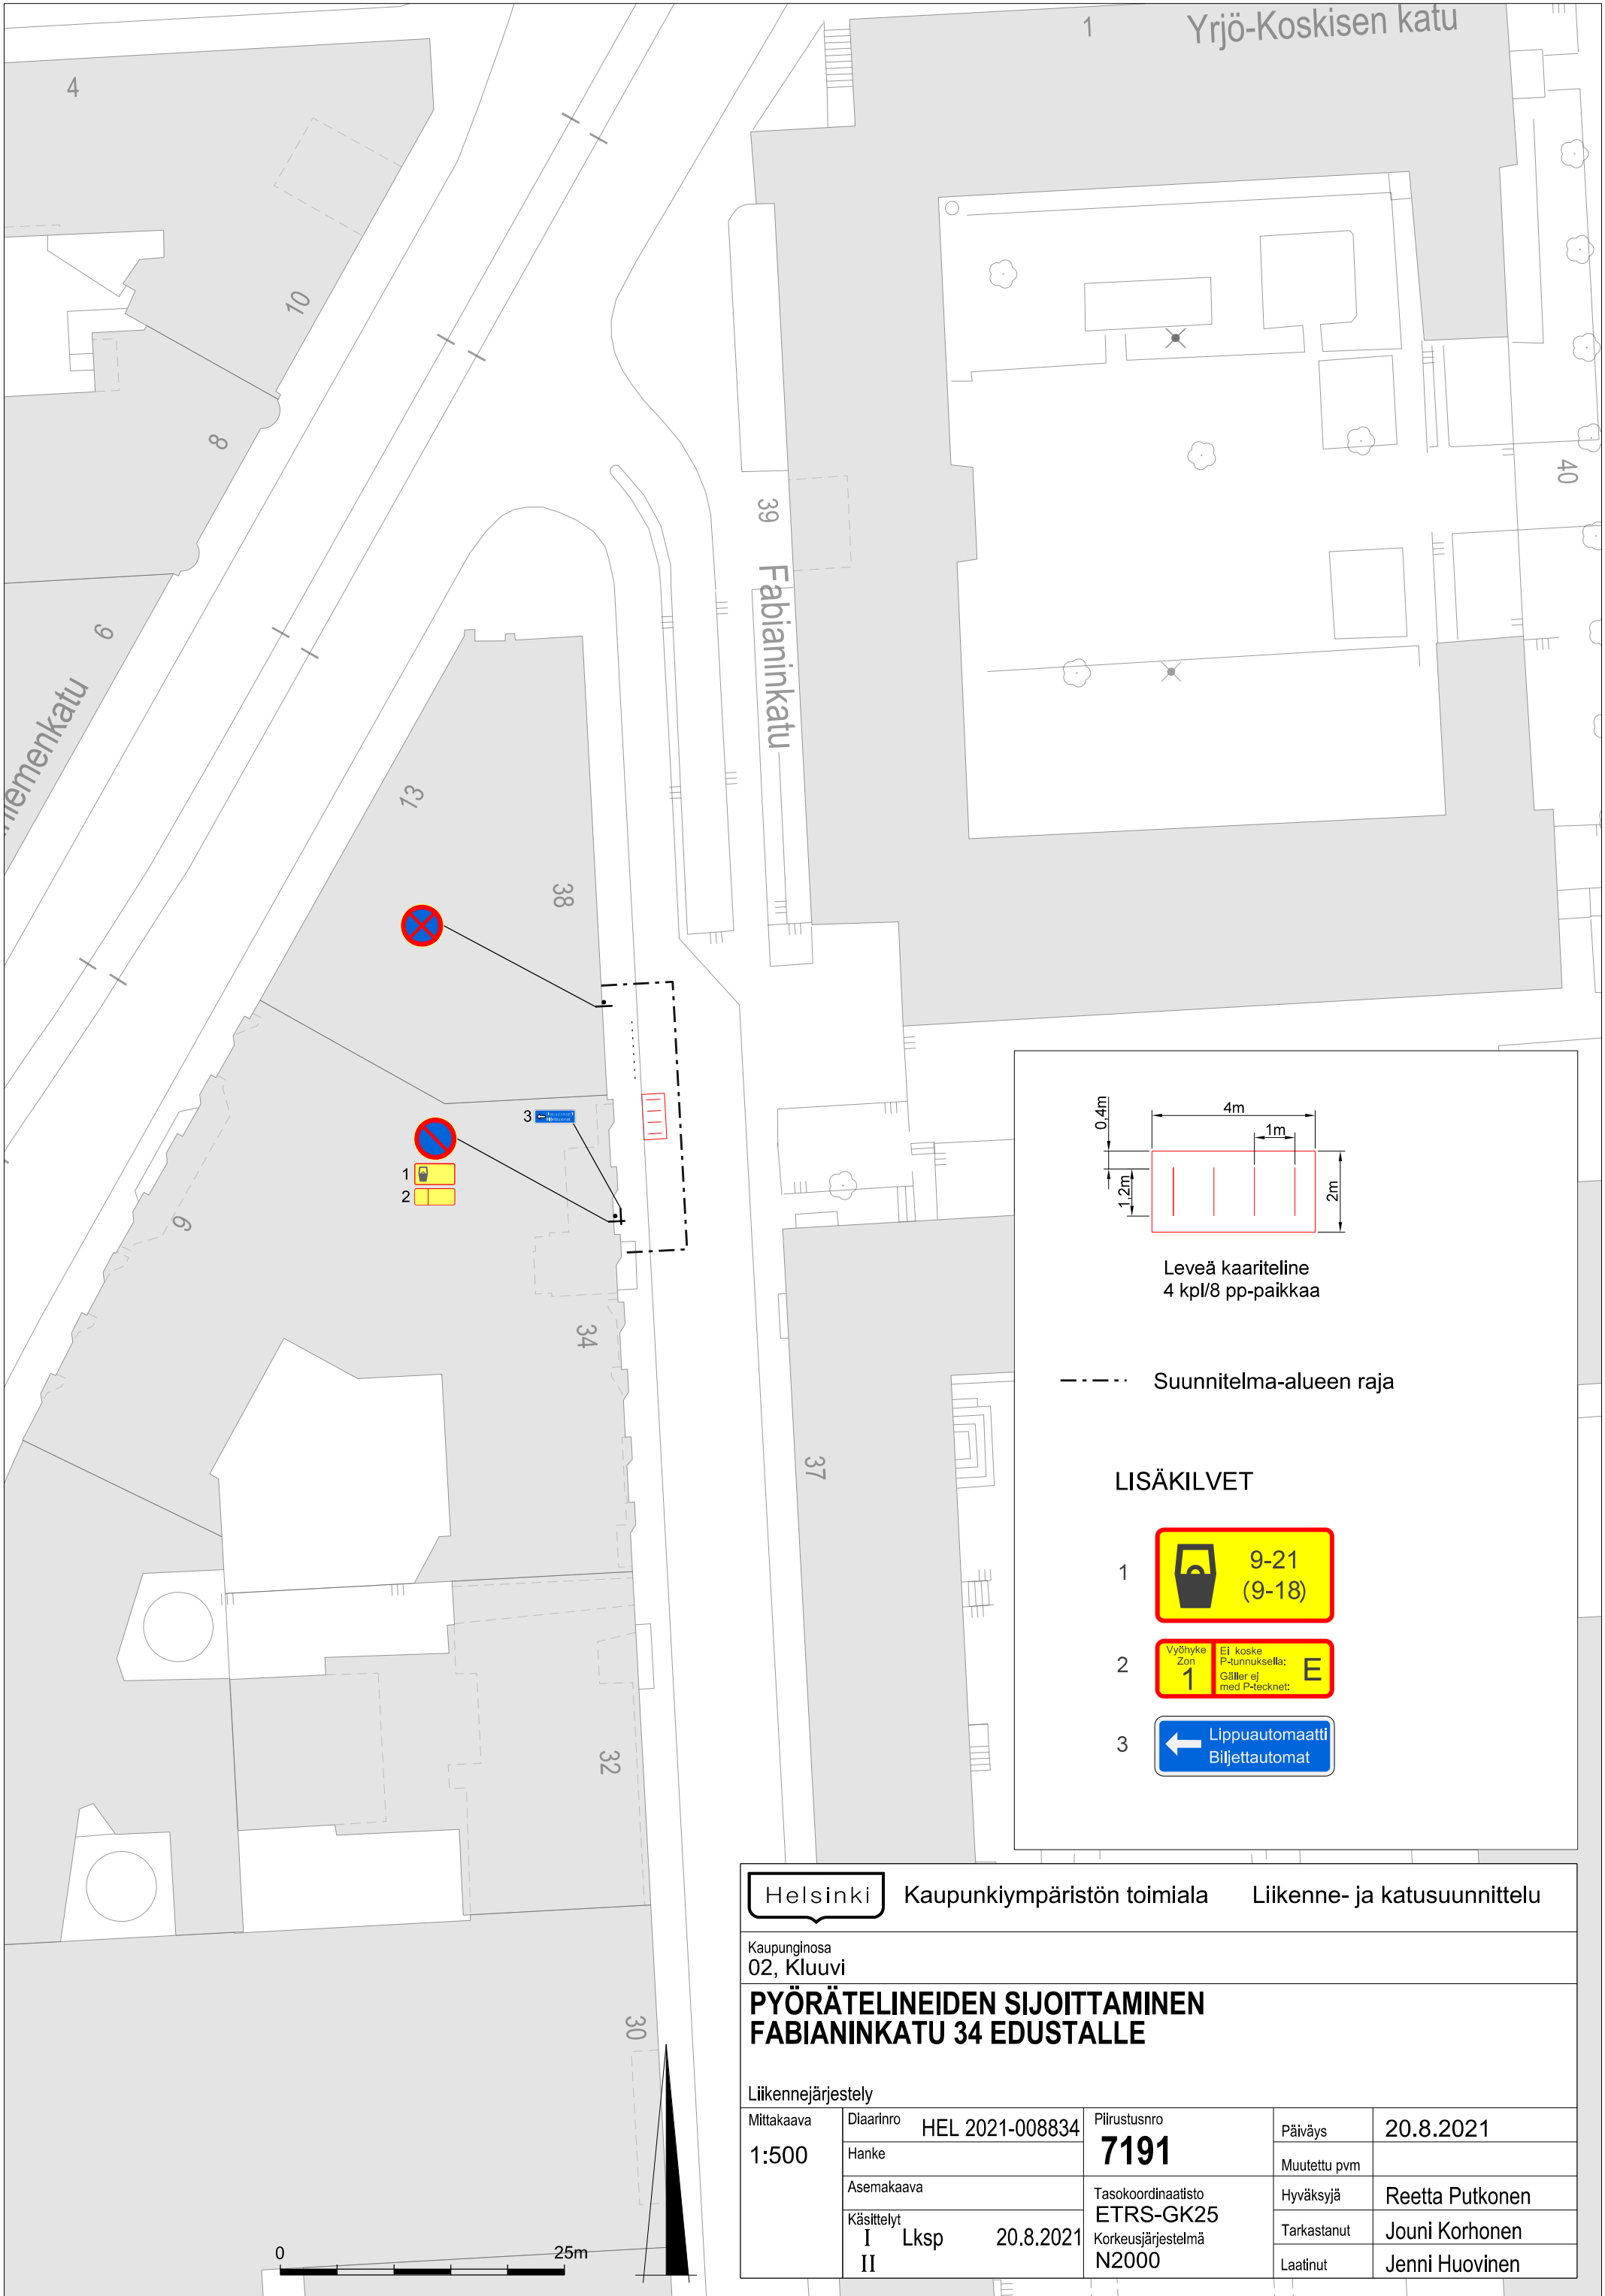 Yrjö-Koskisen katu
1
4
10
8
6
39
Fabianinkatu
40
13
38
3
1
2
9
34
37
32
30
0,4m
4m
1m
1,2m
2m
Leveä kaariteline
4 kpl/8 pp-paikkaa
Suunnitelma-alueen raja
LISÄKILVET
1
9-21
(9-18)
2
Vyöhyke
Zon
1
Ei koske
P-tunnuksella:
Gäller ej
med P-tecknet:
E
3
Lippuautomaatti
Biljettautomat
Helsinki
Kaupunkiympäristön toimiala
Liikenne- ja katusuunnittelu
Kaupunginosa
02, Kluuvi
PYÖRÄTELINEIDEN SIJOITTAMINEN
FABIANINKATU 34 EDUSTALLE
Liikennejärjestely
Mittakaava
1:500
Diaarinro
HEL 2021-008834
Hanke
Asemakaava
Käsittelyt
I Lksp 20.8.2021
II
Piirustusnro
7191
Tasokoordinaatisto
ETRS-GK25
Korkeusjärjestelmä
N2000
Päiväys
20.8.2021
Muutettu pvm
Hyväksyjä
Reetta Putkonen
Tarkastanut
Jouni Korhonen
Laatinut
Jenni Huovinen
0
25m